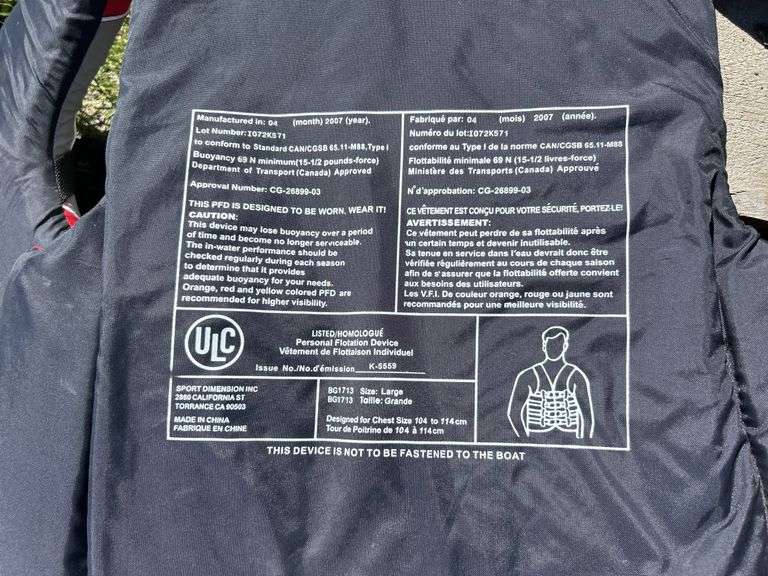 Manufactured in: 04 (month) 2007 (year).
Lot Number:I072K571
to conform to Standard CAN/CGSB 65.11-M88, Type I
Buoyancy 69 N minimum(15-1/2 pounds-force)
Department of Transport (Canada) Approved
Approval Number: CG-26899-03
THIS PFD IS DESIGNED TO BE WORN. WEAR IT!
CAUTION:
This device may lose buoyancy over a period
of time and become no longer serviceable.
The in-water performance should be
checked regularly during each season
to determine that it provides
adequate buoyancy for your needs.
Orange, red and yellow colored PFD are
recommended for higher visibility.
Fabriqué par: 04 (mois) 2007 (année).
Numéro du lot:I072K571
conforme au Type I de la norme CAN/CGSB 65.11-M88
Flottabilité minimale 69 N (15-1/2 livres-force)
Ministère des Transports (Canada) Approuvé
N°d'approbation: CG-26899-03
CE VÊTEMENT EST CONÇU POUR VOTRE SÉCURITÉ, PORTEZ-LE!
AVERTISSEMENT:
Ce vêtement peut perdre de sa flottabilité après
un certain temps et devenir inutilisable.
Sa tenue en service dans l'eau devrait donc être
vérifiée régulièrement au cours de chaque saison
afin de s'assurer que la flottabilité offerte convient
aux besoins des utilisateurs.
Les V.F.I. De couleur orange, rouge ou jaune sont
recommandés pour une meilleure visibilité.
ULC
LISTED/HOMOLOGUÉ
Personal Flotation Device
Vêtement de Flottaison Individuel
Issue No./No.d'émission K-5559
SPORT DIMENSION INC
2860 CALIFORNIA ST
TORRANCE CA 90503
MADE IN CHINA
FABRIQUE EN CHINE
BG1713 Size: Large
BG1713 Taille: Grande
Designed for Chest Size 104 to 114 cm
Tour de Poitrine de 104 à 114cm
THIS DEVICE IS NOT TO BE FASTENED TO THE BOAT